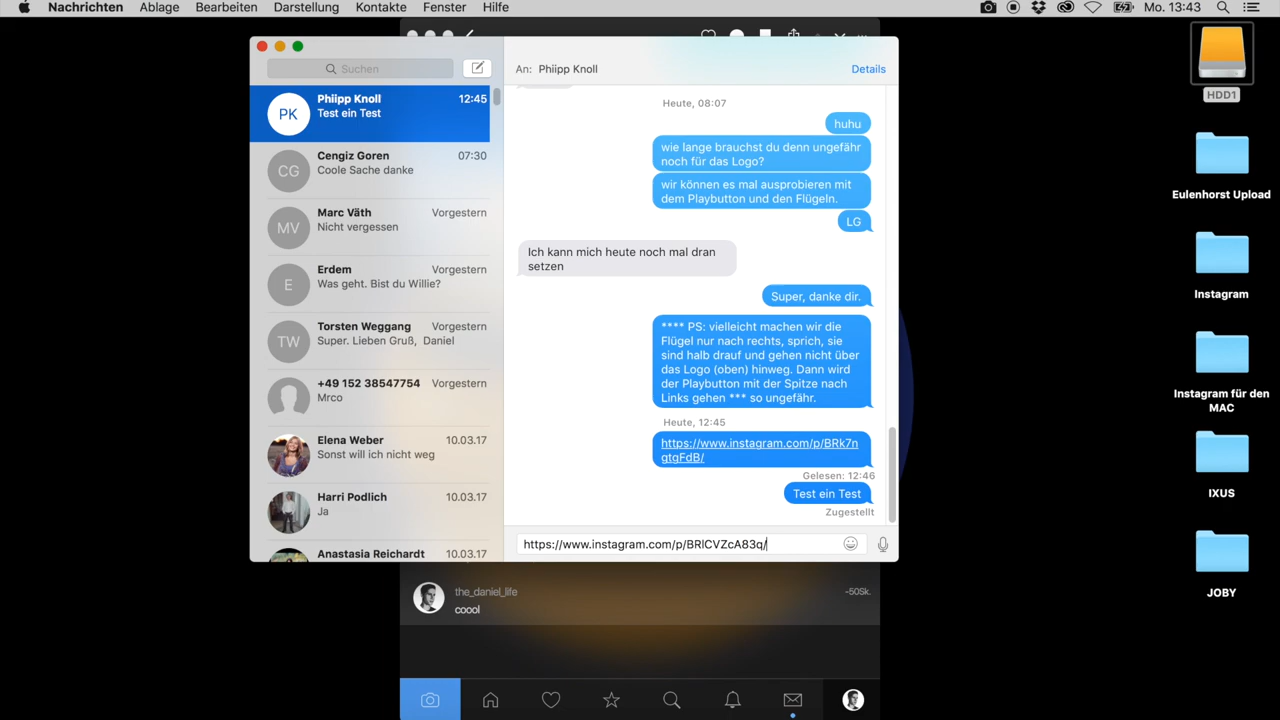 Nachrichten Ablage Bearbeiten Darstellung Kontakte Fenster Hilfe
Mo. 13:43
Suchen
Phiipp Knoll 12:45
Test ein Test
PK
Cengiz Goren 07:30
Coole Sache danke
CG
Marc Väth Vorgestern
Nicht vergessen
MV
Erdem Vorgestern
Was geht. Bist du Willie?
E
Torsten Weggang Vorgestern
Super. Lieben Gruß, Daniel
TW
+49 152 38547754 Vorgestern
Mrco
Elena Weber 10.03.17
Sonst will ich nicht weg
Harri Podlich 10.03.17
Ja
Anastasia Reichardt 10.03.17
An: Phiipp Knoll Details
Heute, 08:07
huhu
wie lange brauchst du denn ungefähr
noch für das Logo?
wir können es mal ausprobieren mit
dem Playbutton und den Flügeln.
LG
Ich kann mich heute noch mal dran
setzen
Super, danke dir.
**** PS: vielleicht machen wir die
Flügel nur nach rechts, sprich, sie
sind halb drauf und gehen nicht über
das Logo (oben) hinweg. Dann wird
der Playbutton mit der Spitze nach
Links gehen *** so ungefähr.
Heute, 12:45
https://www.instagram.com/p/BRk7n
gtgFdB/
Gelesen: 12:46
Test ein Test
Zugestellt
https://www.instagram.com/p/BRlCVZcA83q/
the_daniel_life ~50Sk.
coool
HDD1
Eulenhorst Upload
Instagram
Instagram für den
MAC
IXUS
JOBY